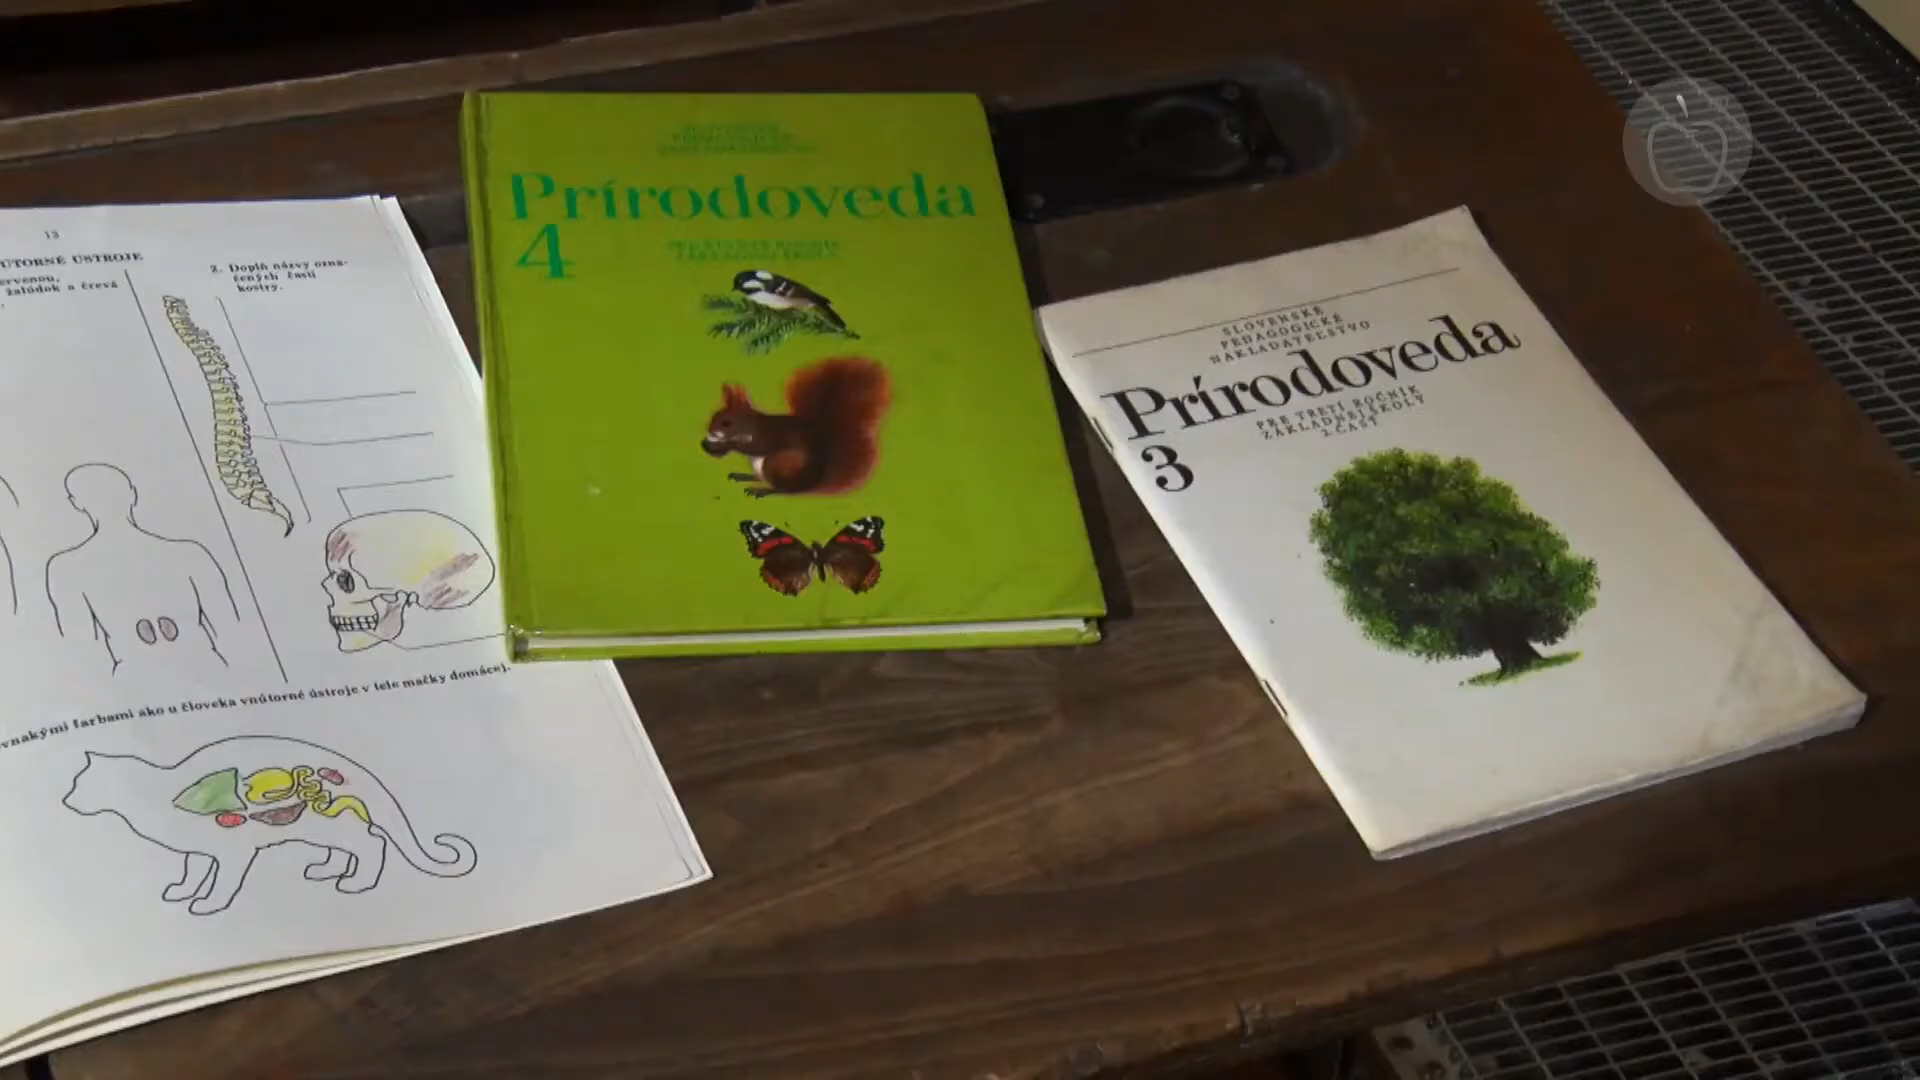 13
ÚTORNÉ ÚSTROJE
ervenou,
žalúdok a črevá
2. Doplň názvy ozna-
čených častí
kostry.
vnakými farbami ako u človeka vnútorné ústroje v tele mačky domácej.
Prírodoveda
4
SLOVENSKÉ
PEDAGOGICKÉ
NAKLADATEĽSTVO
Prírodoveda
PRE TRETÍ ROČNÍK
ZÁKLADNEJ ŠKOLY
2. ČASŤ
3